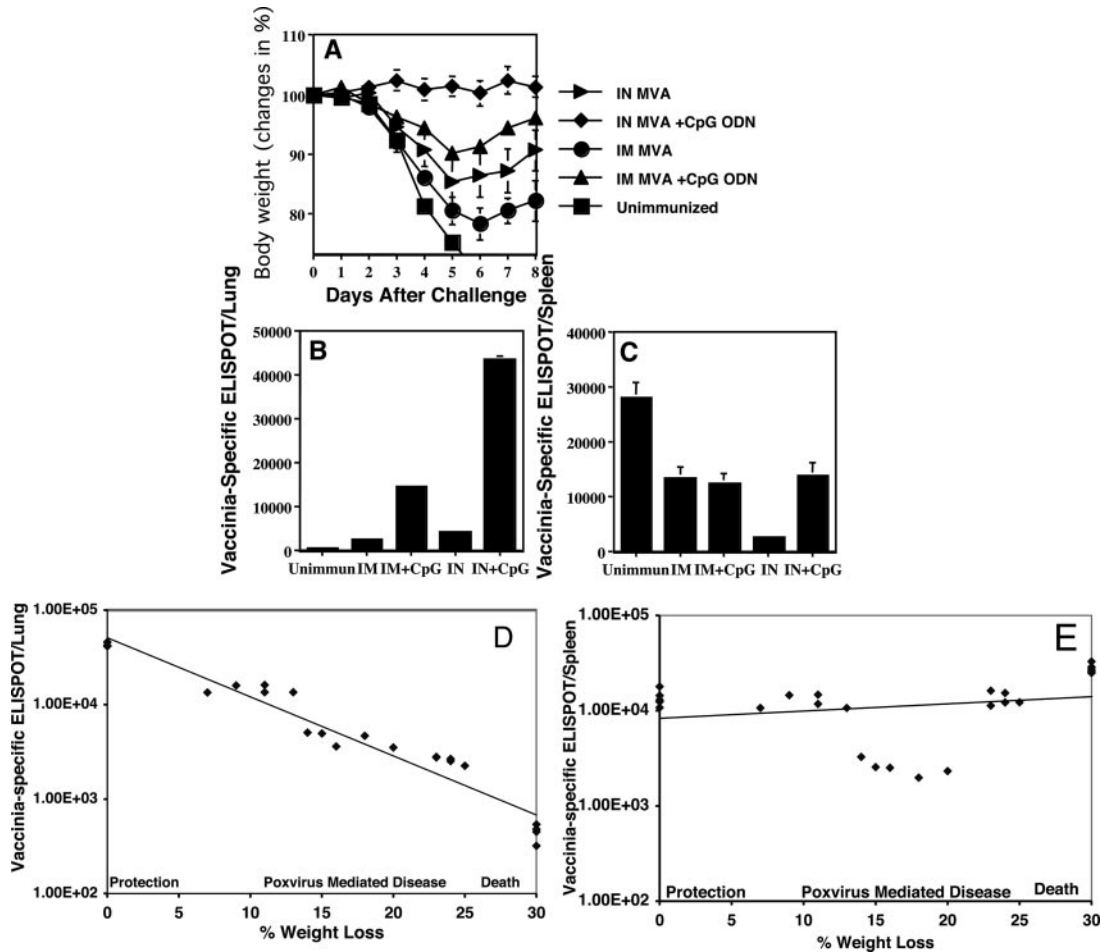 A
Body weight (changes in %)
110
100
90
80
0 1 2 3 4 5 6 7 8
Days After Challenge
IN MVA
IN MVA +CpG ODN
IM MVA
IM MVA +CpG ODN
Unimmunized
B
Vaccinia-Specific ELISPOT/Lung
50000
40000
30000
20000
10000
0
Unimmun IM IM+CpG IN IN+CpG
C
Vaccinia-Specific ELISPOT/Spleen
40000
30000
20000
10000
0
Unimmun IM IM+CpG IN IN+CpG
D
Vaccinia-specific ELISPOT/Lung
1.00E+05
1.00E+04
1.00E+03
1.00E+02
Protection Poxvirus Mediated Disease Death
0 5 10 15 20 25 30
% Weight Loss
E
Vaccinia-specific ELISPOT/Spleen
1.00E+05
1.00E+04
1.00E+03
1.00E+02
Protection Poxvirus Mediated Disease Death
0 5 10 15 20 25 30
% Weight Loss